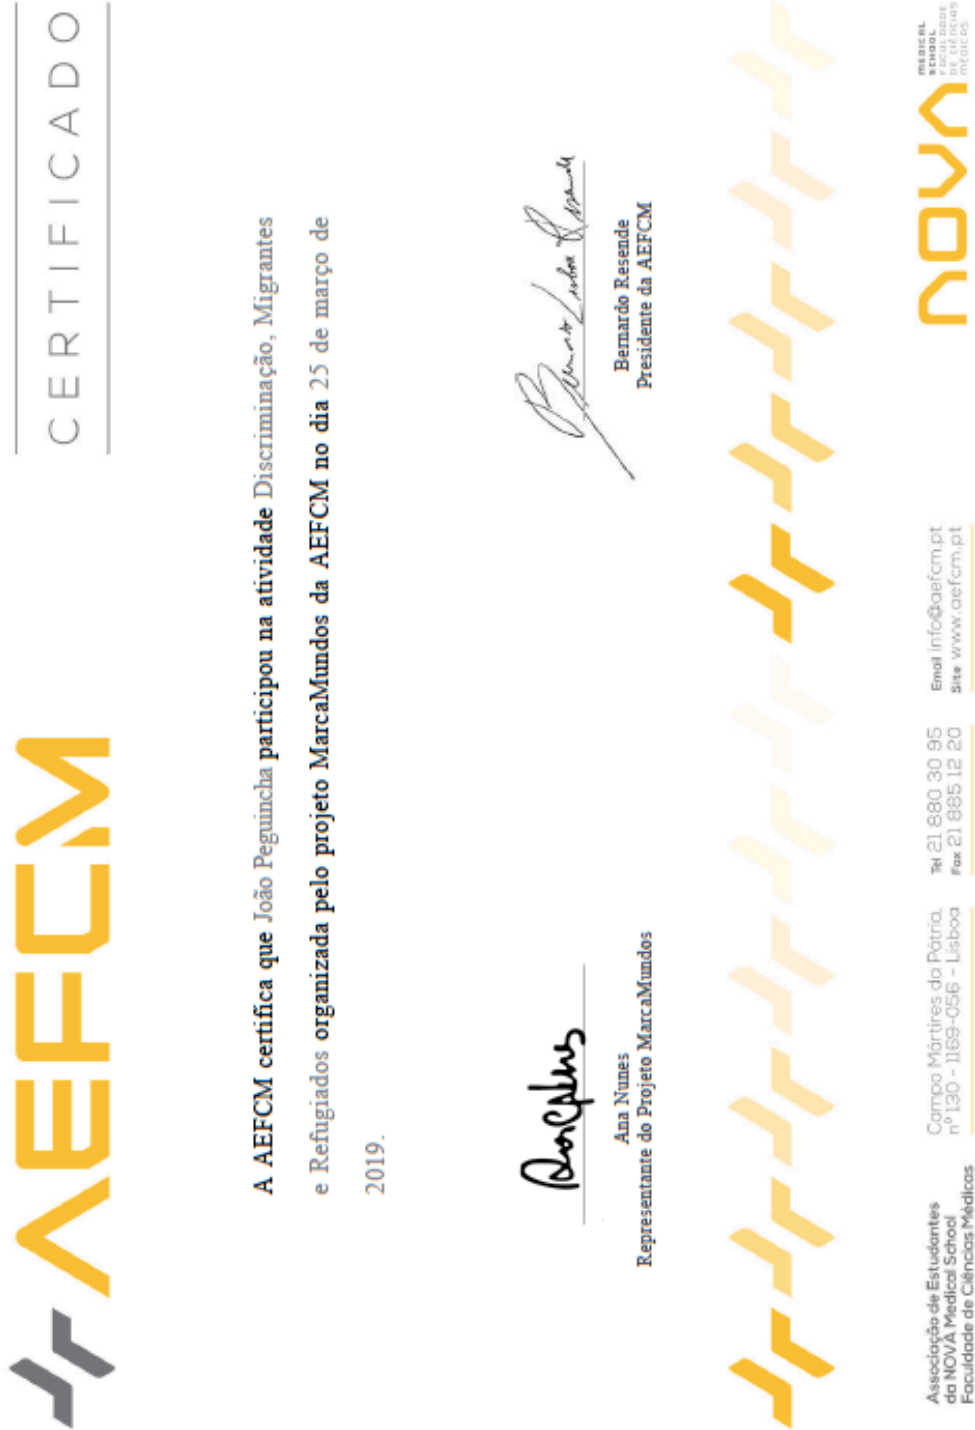 AEFCM
CERTIFICADO
A AEFCM certifica que João Peguincha participou na atividade Discriminação, Migrantes
e Refugiados organizada pelo projeto MarcaMundos da AEFCM no dia 25 de março de
2019.
Ana Nunes
Representante do Projeto MarcaMundos
Bernardo Lisboa Resende
Bernardo Resende
Presidente da AEFCM
Associação de Estudantes
da NOVA Medical School
Faculdade de Ciências Médicas
Campo Mártires da Pátria,
nº 130 - 1169-056 - Lisboa
Tel 21 880 30 95
Fax 21 885 12 20
Email info@aefcm.pt
Site www.aefcm.pt
NOVA
MEDICAL
SCHOOL
FACULDADE
DE CIÊNCIAS
MÉDICAS